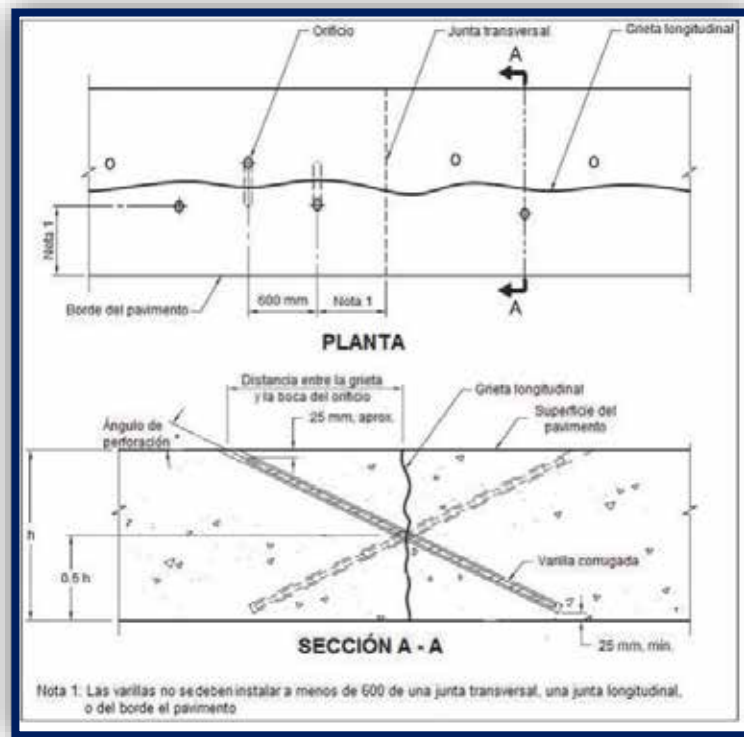 Orificio
Junta transversal
Grieta longitudinal
A
O
O
O
Nota 1
Borde del pavimento
600 mm
Nota 1
A
PLANTA
Distancia entre la grieta
y la boca del orificio
Grieta longitudinal
25 mm, aprox.
Superficie del
pavimento
Ángulo de
perforación *
h
0.5 h
Varilla corrugada
SECCIÓN A - A
25 mm, mín.
Nota 1: Las varillas no se deben instalar a menos de 600 de una junta transversal, una junta longitudinal,
o del borde el pavimento